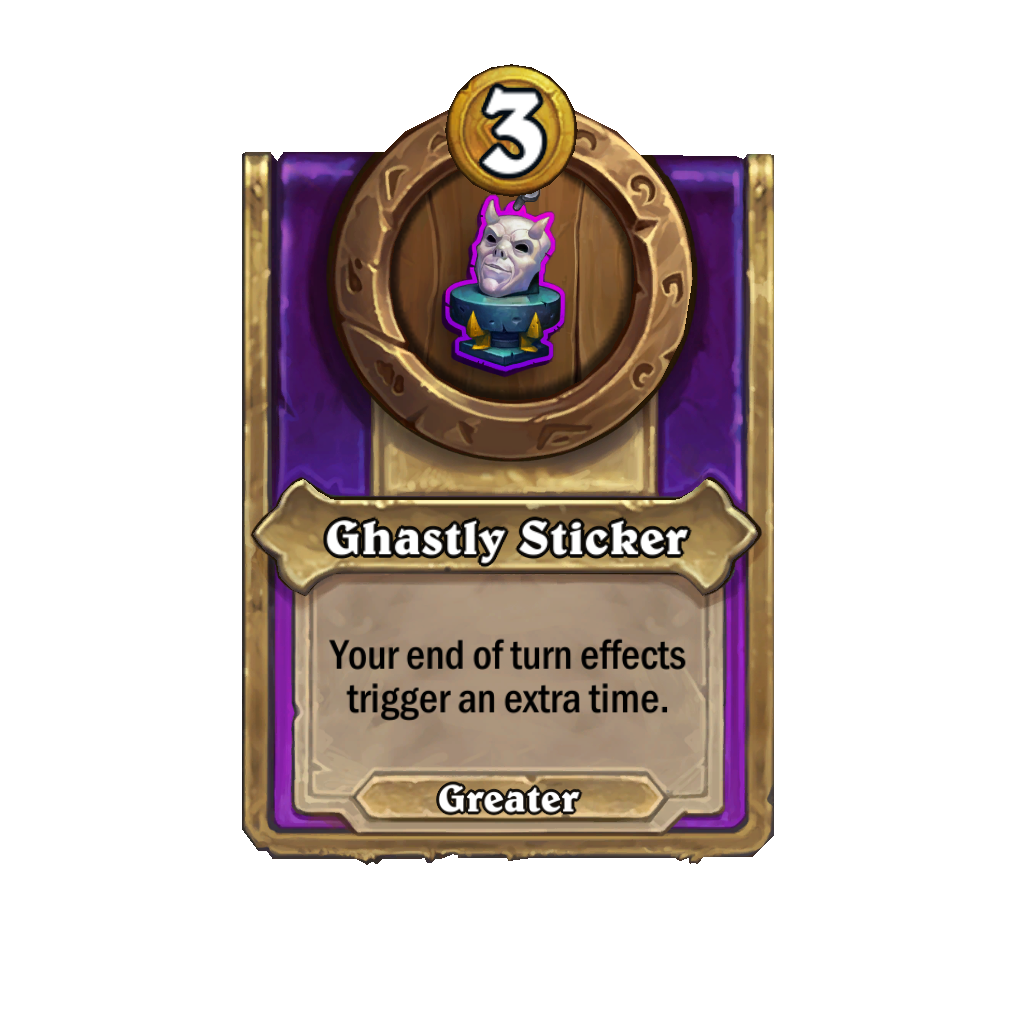 3
Ghastly Sticker
Your end of turn effects
trigger an extra time.
Greater